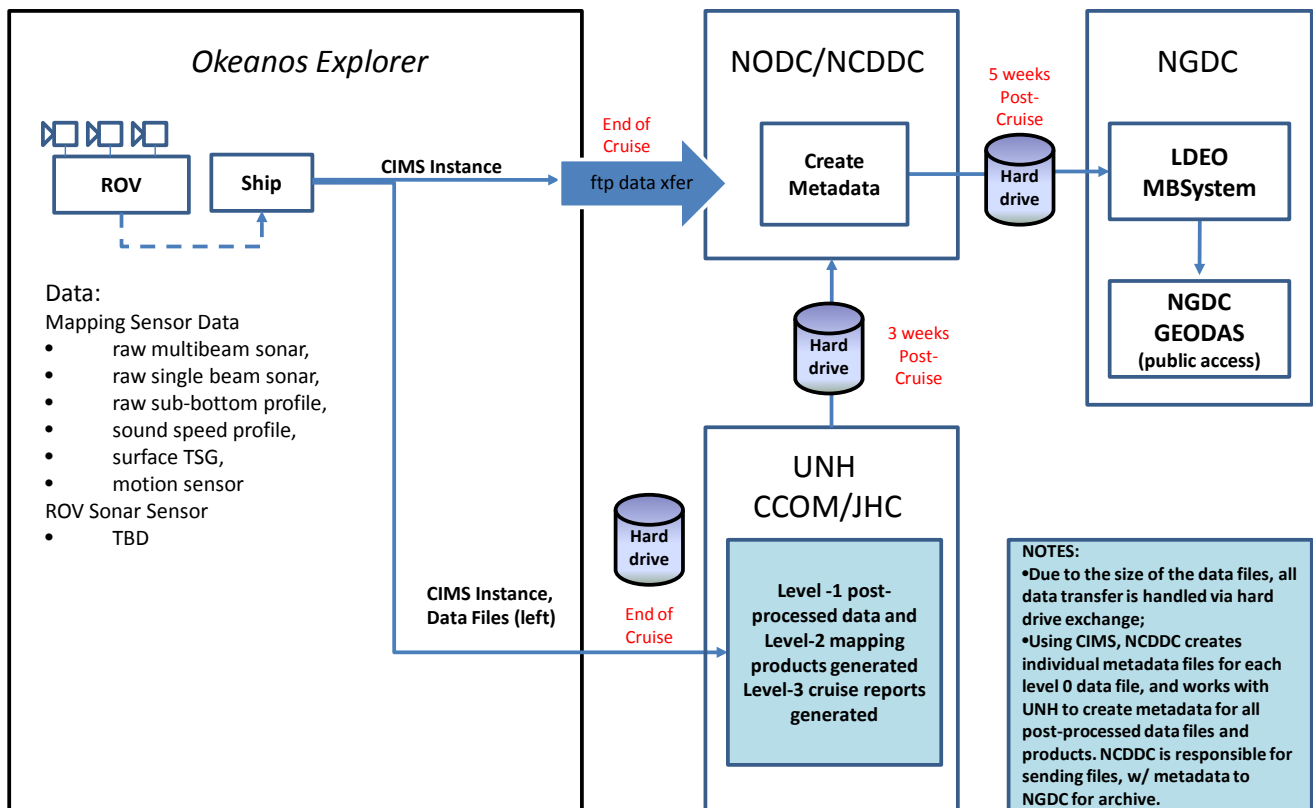 Okeanos Explorer
ROV
Ship
CIMS Instance
End of
Cruise
ftp data xfer
NODC/NCDDC
Create
Metadata
5 weeks
Post-
Cruise
Hard
drive
NGDC
LDEO
MBSystem
NGDC
GEODAS
(public access)
Data:
Mapping Sensor Data
• raw multibeam sonar,
• raw single beam sonar,
• raw sub-bottom profile,
• sound speed profile,
• surface TSG,
• motion sensor
ROV Sonar Sensor
• TBD
Hard
drive
3 weeks
Post-
Cruise
CIMS Instance,
Data Files (left)
Hard
drive
End of
Cruise
UNH
CCOM/JHC
Level -1 post-
processed data and
Level-2 mapping
products generated
Level-3 cruise reports
generated
NOTES:
•Due to the size of the data files, all
data transfer is handled via hard
drive exchange;
•Using CIMS, NCDDC creates
individual metadata files for each
level 0 data file, and works with
UNH to create metadata for all
post-processed data files and
products. NCDDC is responsible for
sending files, w/ metadata to
NGDC for archive.